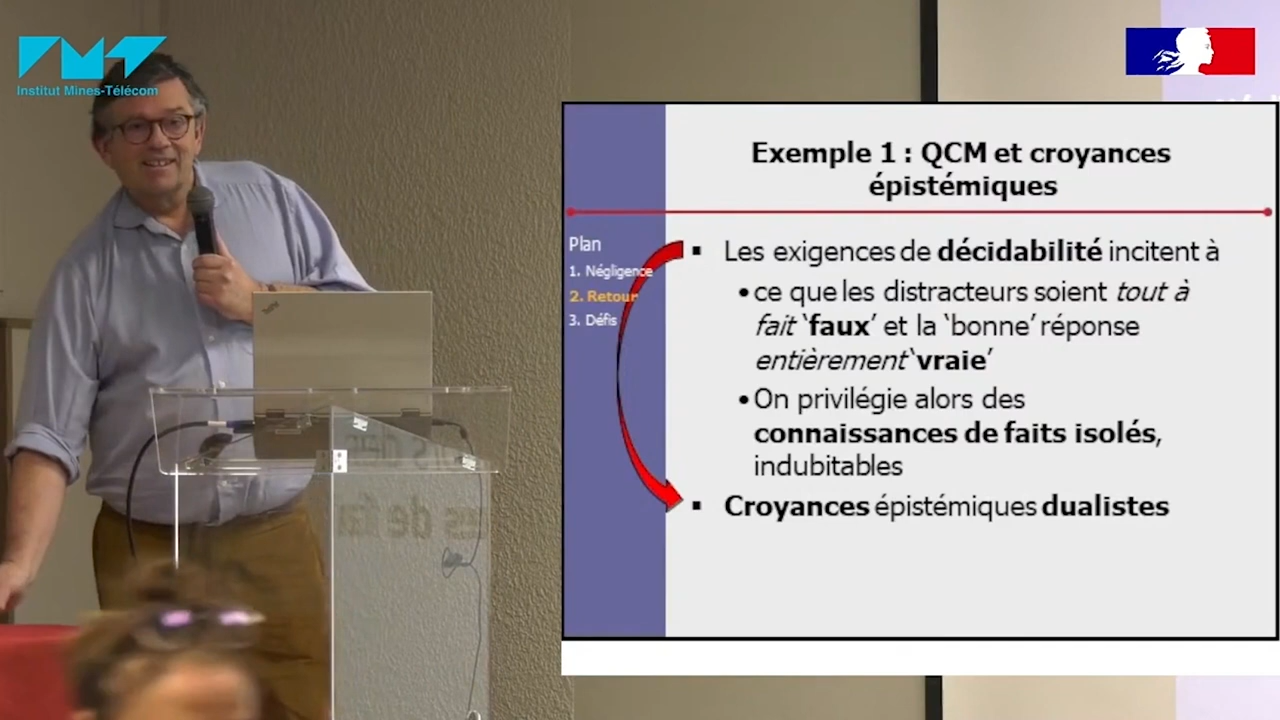 Institut Mines-Télécom
Exemple 1 : QCM et croyances
épistémiques
Plan
1. Négligence
2. Retour
3. Défis
▪ Les exigences de décidabilité incitent à
• ce que les distracteurs soient tout à
fait ‘faux’ et la ‘bonne’ réponse
entièrement ‘vraie’
• On privilégie alors des
connaissances de faits isolés,
indubitables
▪ Croyances épistémiques dualistes
ThinkPad